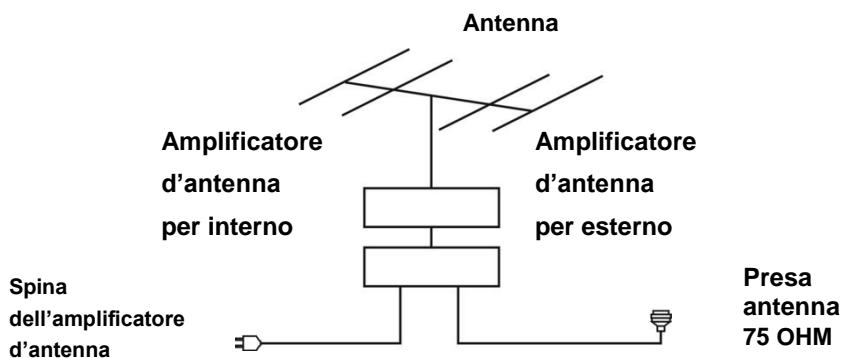 Antenna
Amplificatore
d’antenna
per interno
Amplificatore
d’antenna
per esterno
Spina
dell’amplificatore
d’antenna
Presa
antenna
75 OHM